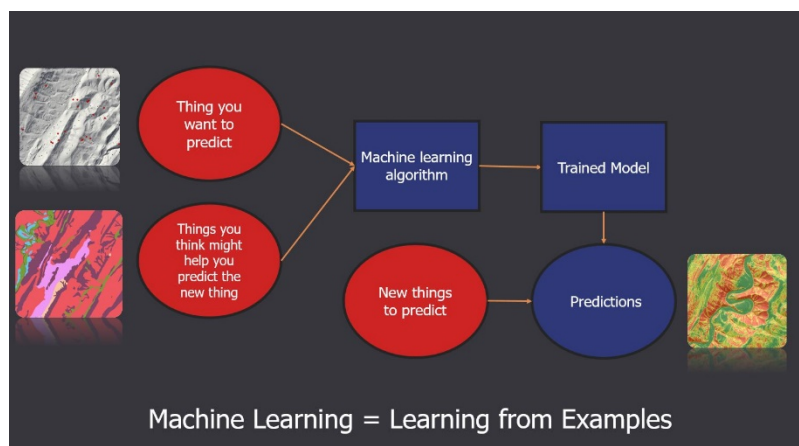 Thing you
want to
predict
Machine learning
algorithm
Trained Model
Things you
think might
help you
predict the
new thing
New things
to predict
Predictions
Machine Learning = Learning from Examples